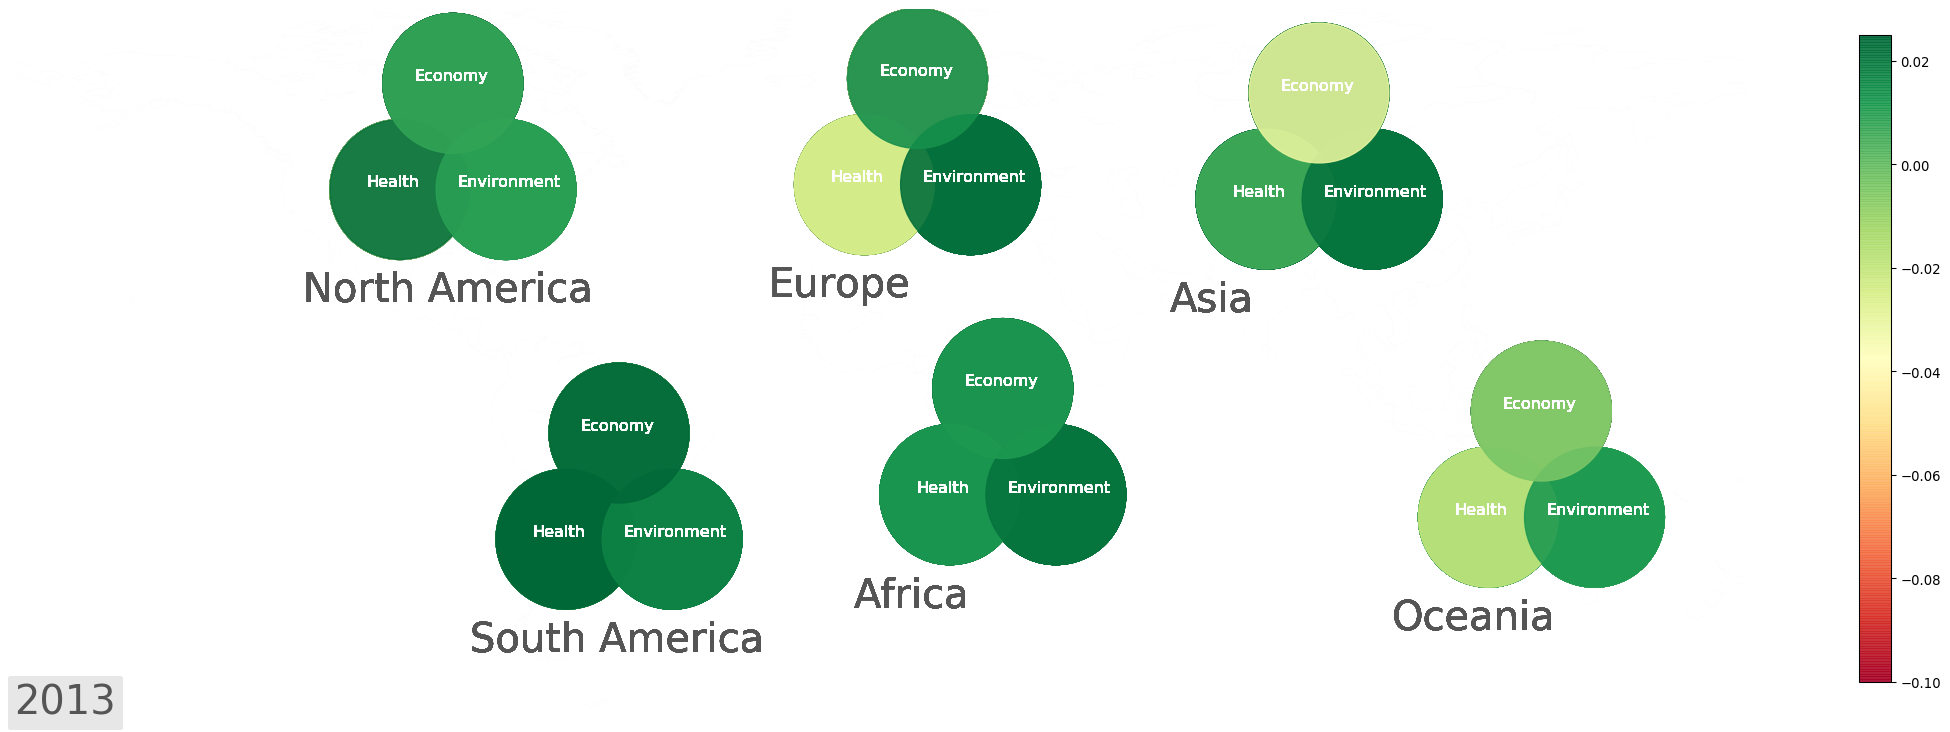 Economy
Health
Environment
North America
Economy
Health
Environment
Europe
Economy
Health
Environment
Asia
Economy
Health
Environment
South America
Economy
Health
Environment
Africa
Economy
Health
Environment
Oceania
0.02
0.00
−0.02
−0.04
−0.06
−0.08
−0.10
2013